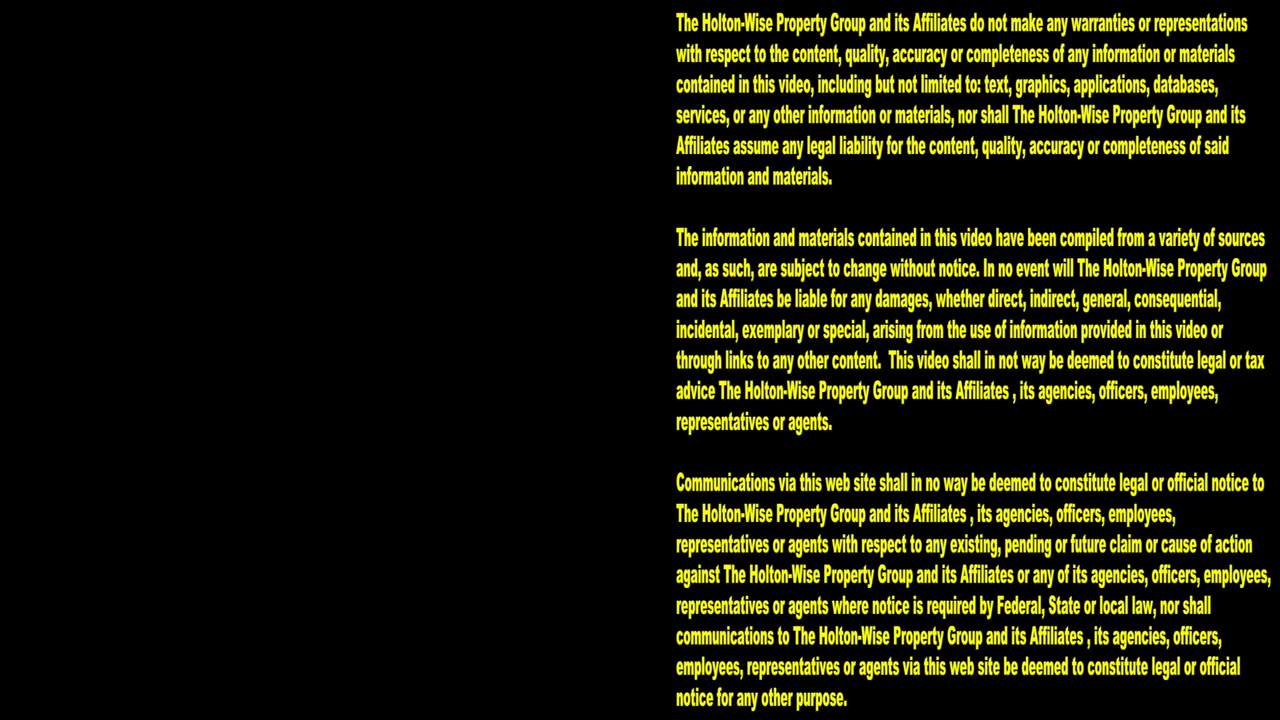 The Holton-Wise Property Group and its Affiliates do not make any warranties or representations
with respect to the content, quality, accuracy or completeness of any information or materials
contained in this video, including but not limited to: text, graphics, applications, databases,
services, or any other information or materials, nor shall The Holton-Wise Property Group and its
Affiliates assume any legal liability for the content, quality, accuracy or completeness of said
information and materials.
The information and materials contained in this video have been compiled from a variety of sources
and, as such, are subject to change without notice. In no event will The Holton-Wise Property Group
and its Affiliates be liable for any damages, whether direct, indirect, general, consequential,
incidental, exemplary or special, arising from the use of information provided in this video or
through links to any other content.  This video shall in not way be deemed to constitute legal or tax
advice The Holton-Wise Property Group and its Affiliates , its agencies, officers, employees,
representatives or agents.
Communications via this web site shall in no way be deemed to constitute legal or official notice to
The Holton-Wise Property Group and its Affiliates , its agencies, officers, employees,
representatives or agents with respect to any existing, pending or future claim or cause of action
against The Holton-Wise Property Group and its Affiliates or any of its agencies, officers, employees,
representatives or agents where notice is required by Federal, State or local law, nor shall
communications to The Holton-Wise Property Group and its Affiliates , its agencies, officers,
employees, representatives or agents via this web site be deemed to constitute legal or official
notice for any other purpose.